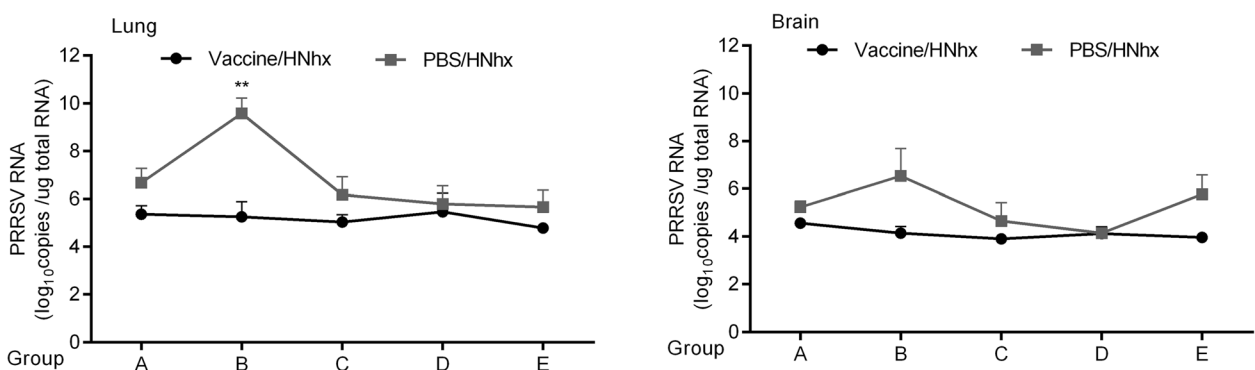 Lung
Vaccine/HNhx
PBS/HNhx
**
PRRSV RNA
(log10copies /ug total RNA)
12
10
8
6
4
2
0
Group
A B C D E
Brain
Vaccine/HNhx
PBS/HNhx
PRRSV RNA
(log10copies /ug total RNA)
12
10
8
6
4
2
0
Group
A B C D E